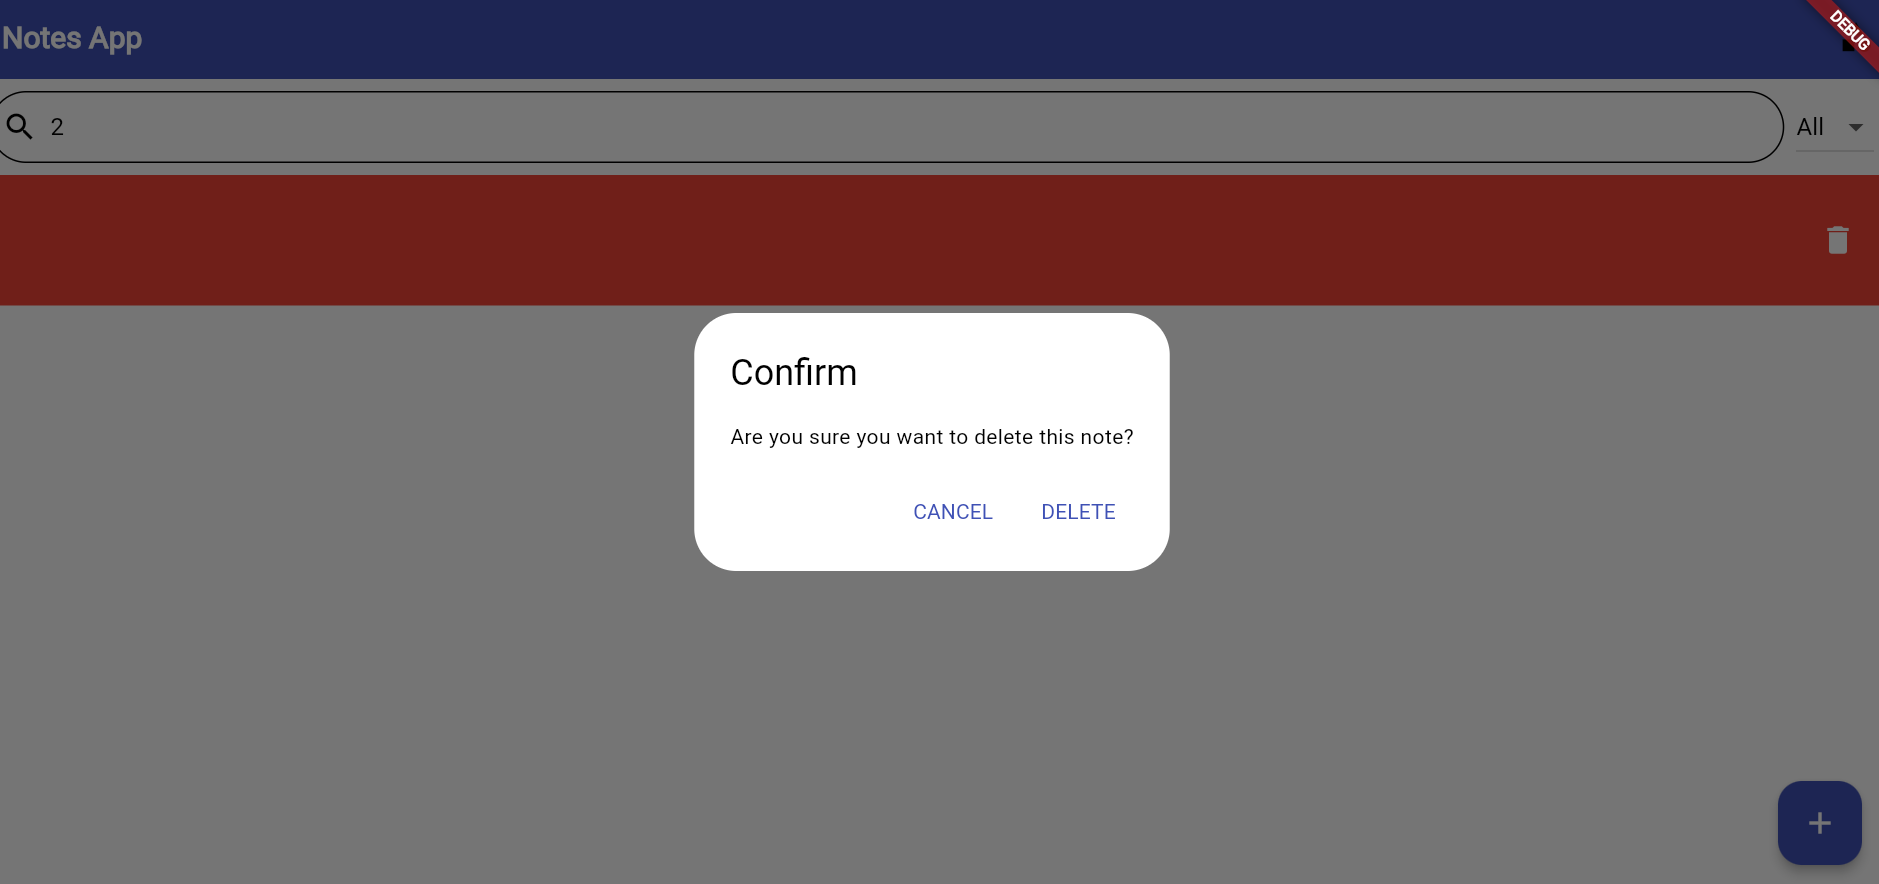 Notes App
DEBUG
2
All
Confirm
Are you sure you want to delete this note?
CANCEL DELETE